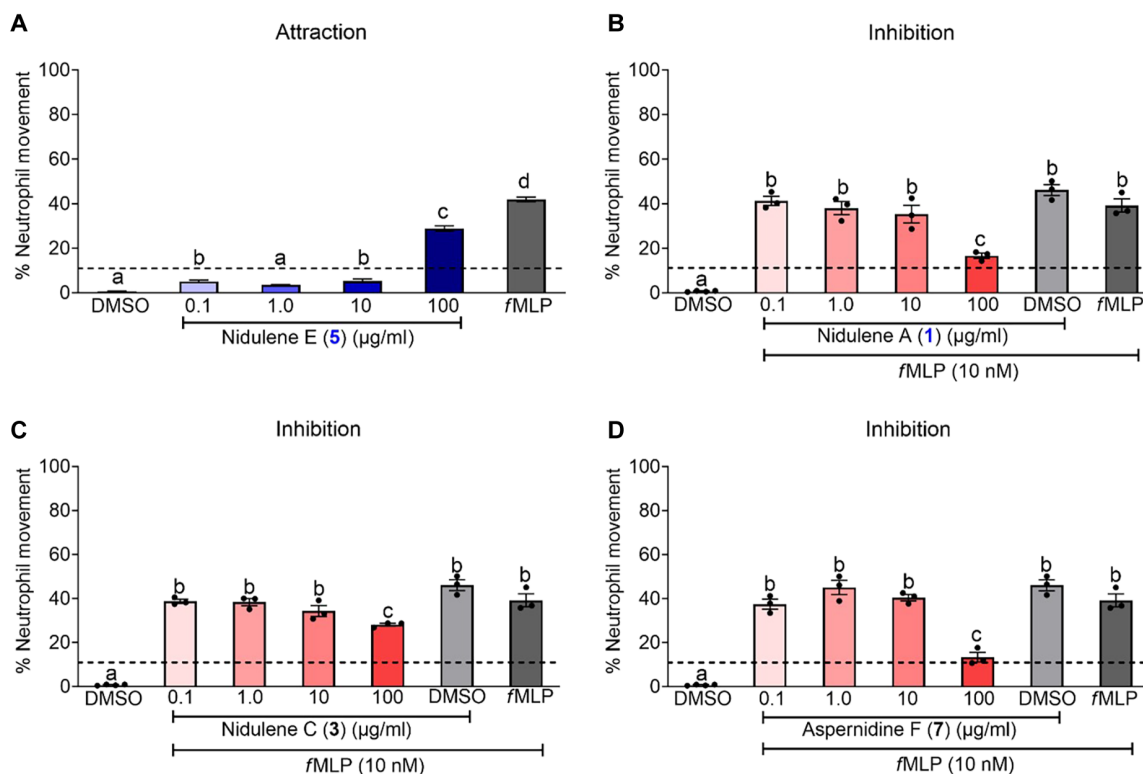 A
Attraction
% Neutrophil movement
100
80
60
40
20
0
a
b
a
b
c
d
DMSO
0.1
1.0
10
100
fMLP
Nidulene E (5) (µg/ml)
B
Inhibition
% Neutrophil movement
100
80
60
40
20
0
a
b
b
b
c
b
b
DMSO
0.1
1.0
10
100
DMSO
fMLP
Nidulene A (1) (µg/ml)
fMLP (10 nM)
C
Inhibition
% Neutrophil movement
100
80
60
40
20
0
a
b
b
b
c
b
b
DMSO
0.1
1.0
10
100
DMSO
fMLP
Nidulene C (3) (µg/ml)
fMLP (10 nM)
D
Inhibition
% Neutrophil movement
100
80
60
40
20
0
a
b
b
b
c
b
b
DMSO
0.1
1.0
10
100
DMSO
fMLP
Aspernidine F (7) (µg/ml)
fMLP (10 nM)